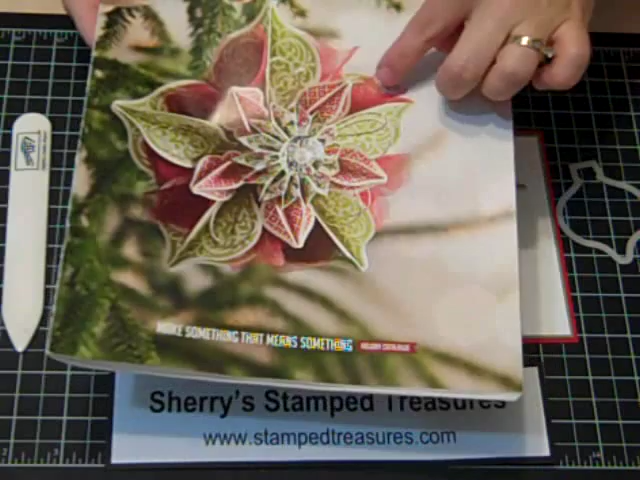 MAKE SOMETHING THAT MEANS SOMETHING HOLIDAY CATALOGUE
Sherry's Stamped Treasures
www.stampedtreasures.com